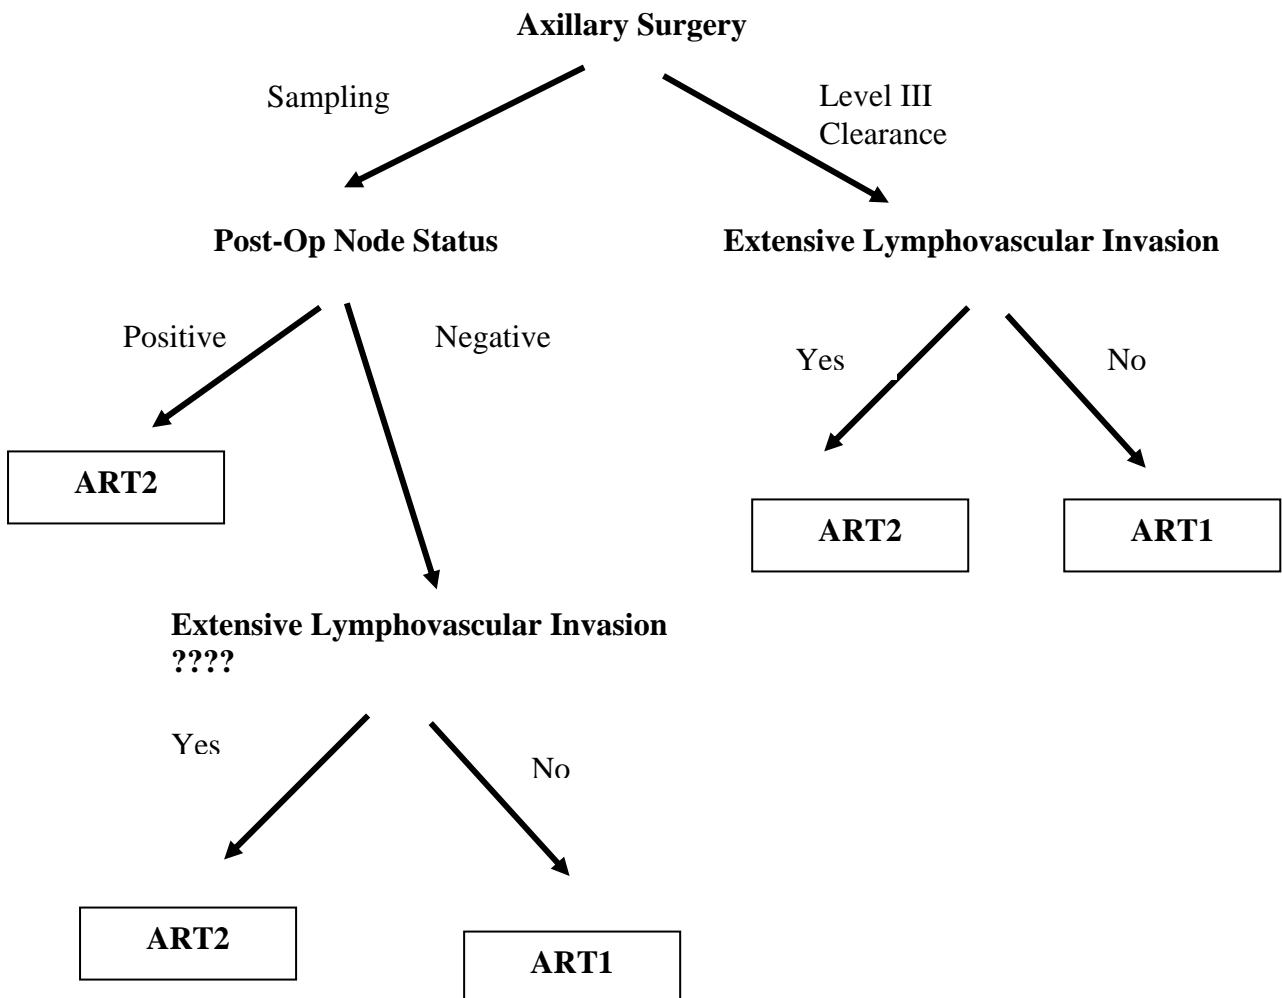 Axillary Surgery
Sampling
Level III
Clearance
Post-Op Node Status
Extensive Lymphovascular Invasion
Positive
Negative
Yes
No
ART2
ART2
ART1
Extensive Lymphovascular Invasion
????
Yes
No
ART2
ART1